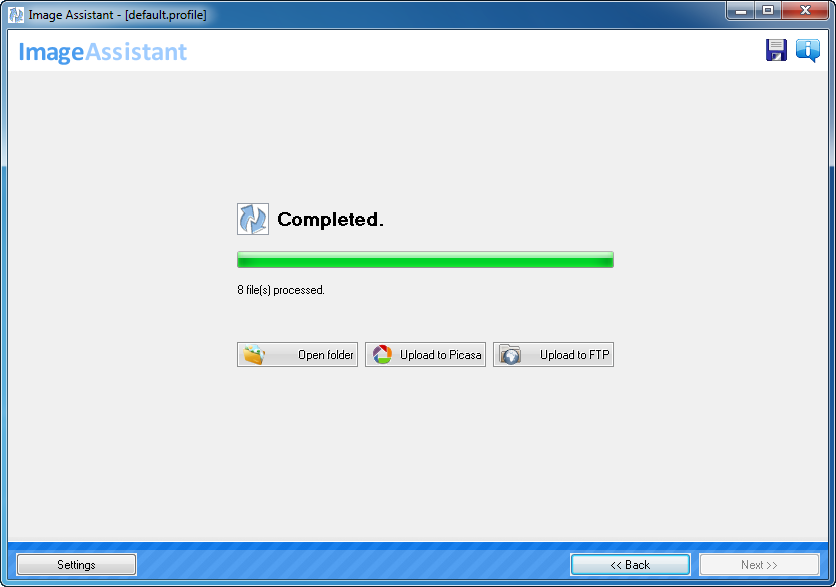 Image Assistant - [default.profile]
ImageAssistant
Completed.
8 file(s) processed.
Open folder
Upload to Picasa
Upload to FTP
Settings
<< Back
Next >>